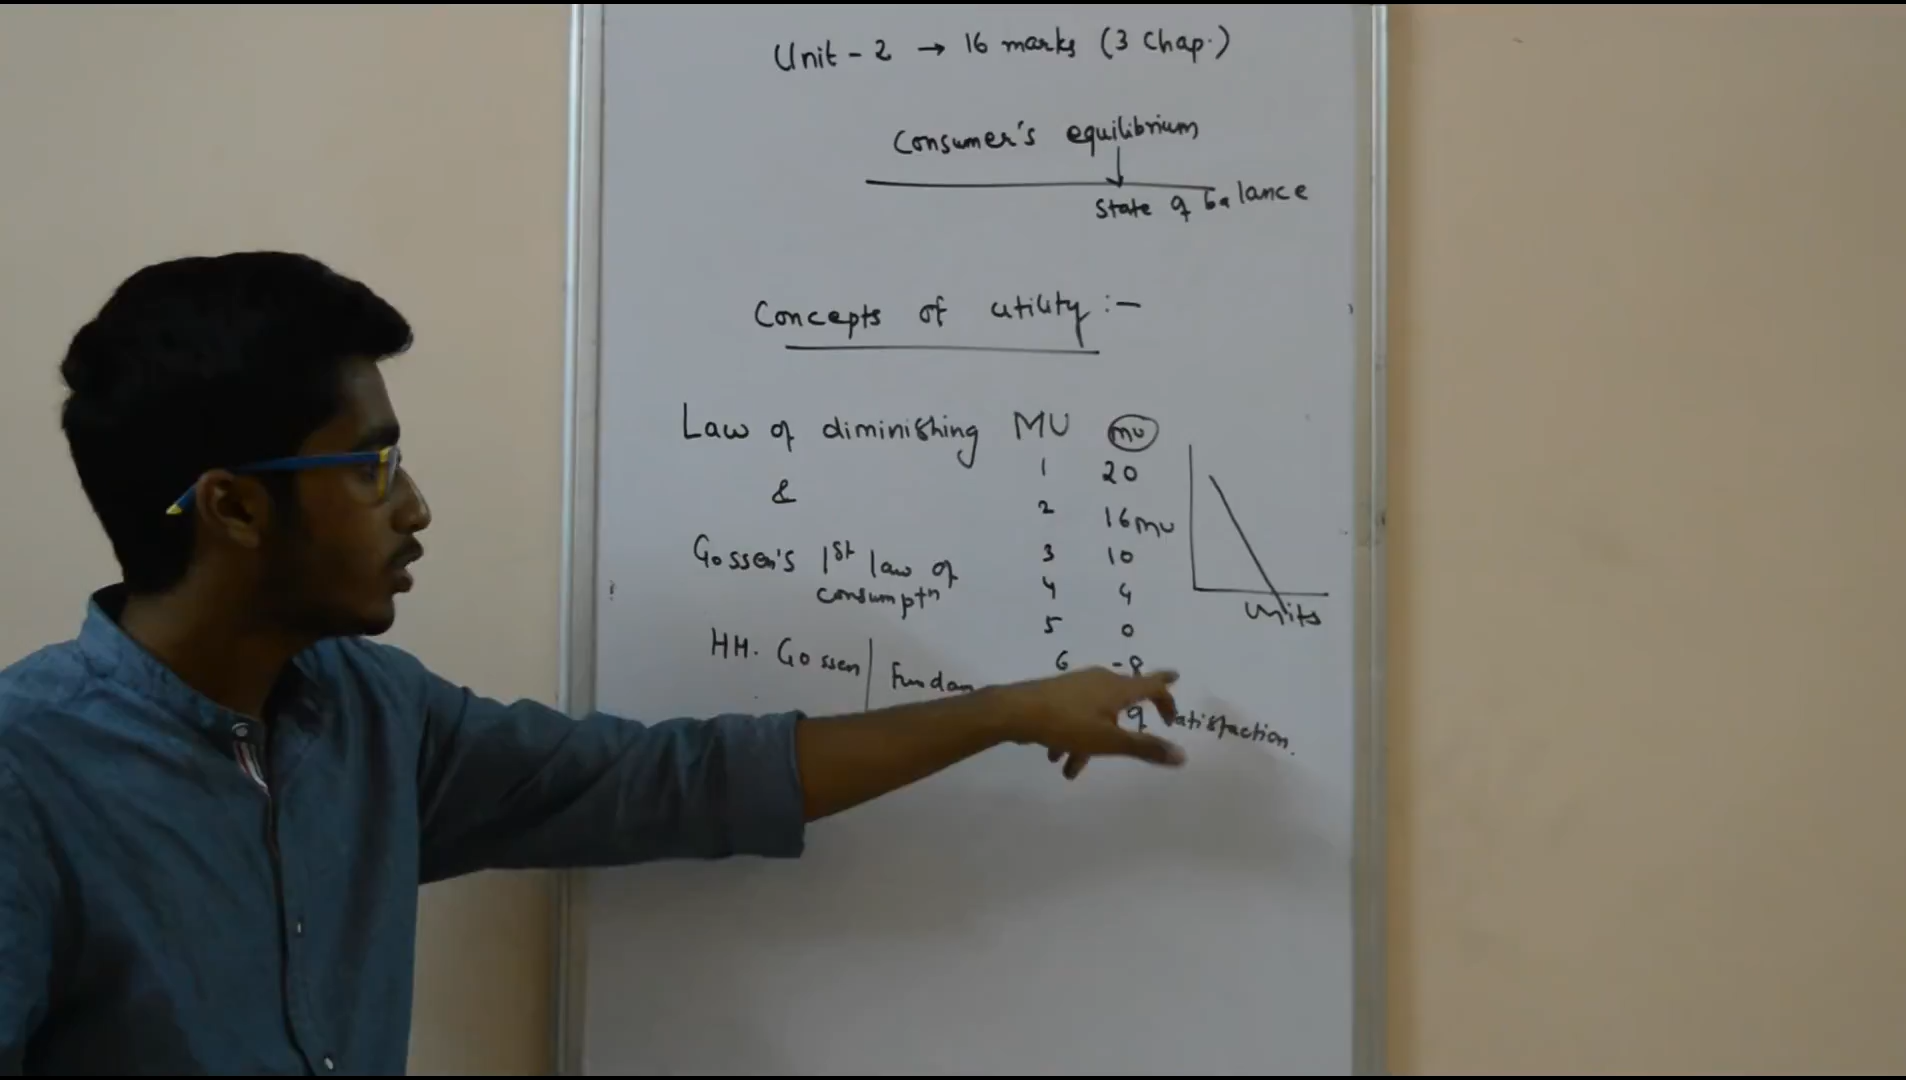 Unit - 2 → 16 marks (3 Chap.)
Consumer's equilibrium
State of balance
Concepts of utility :-
Law of diminishing MU
mu
1 20
&
2 16 mu
Gossen's 1st law of
consumptn
3 10
4 4
5 0
Units
HH. Gossen
6 -8
of satisfaction.